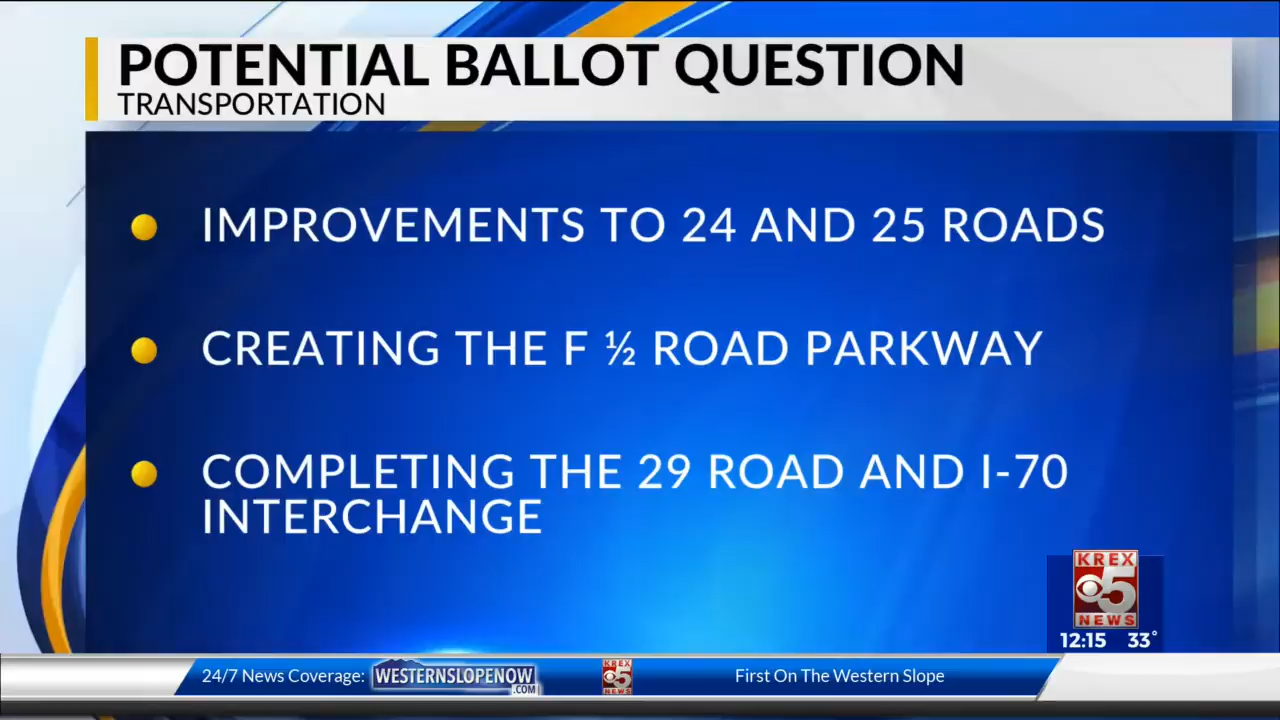 POTENTIAL BALLOT QUESTION
TRANSPORTATION
IMPROVEMENTS TO 24 AND 25 ROADS
CREATING THE F ½ ROAD PARKWAY
COMPLETING THE 29 ROAD AND I-70
INTERCHANGE
KREX
5
NEWS
12:15 33°
24/7 News Coverage: WESTERNSLOPENOW.COM KREX 5 NEWS First On The Western Slope